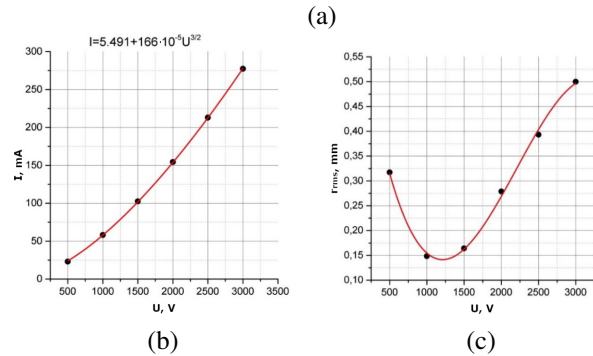 (a)
I=5.491+166·10⁻⁵U³ᐟ²
300
250
200
150
100
50
0
I, mA
500 1000 1500 2000 2500 3000 3500
U, V
(b)
0,55
0,50
0,45
0,40
0,35
0,30
0,25
0,20
0,15
0,10
rrms, mm
500 1000 1500 2000 2500 3000
U, V
(c)